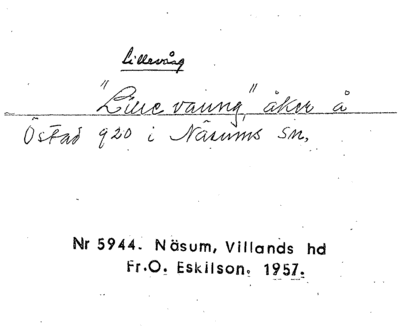 Lillevång
"Lille vaung", åker å
Östad 920 i Näsums sn.
Nr 5944. Näsum, Villands hd
Fr.O. Eskilson. 1957.